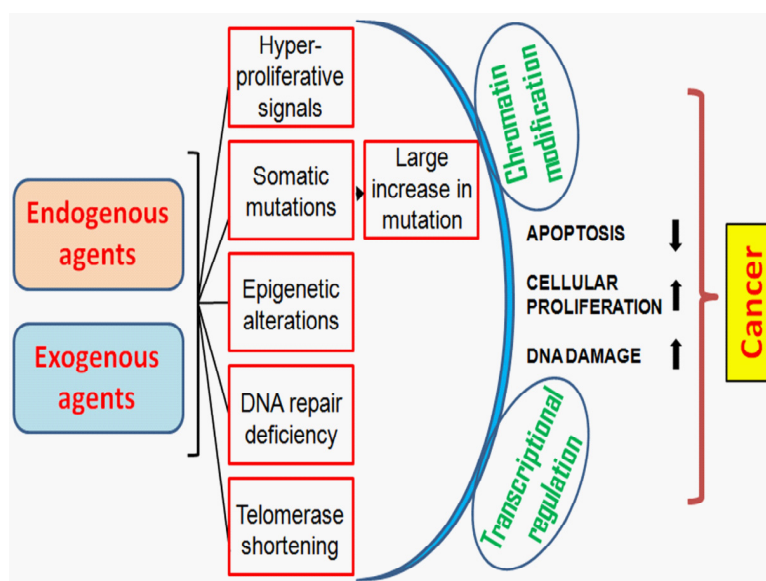 Endogenous
agents
Exogenous
agents
Hyper-
proliferative
signals
Somatic
mutations
Large
increase in
mutation
Epigenetic
alterations
DNA repair
deficiency
Telomerase
shortening
Chromatin
modification
APOPTOSIS
CELLULAR
PROLIFERATION
DNA DAMAGE
Transcriptional
regulation
Cancer